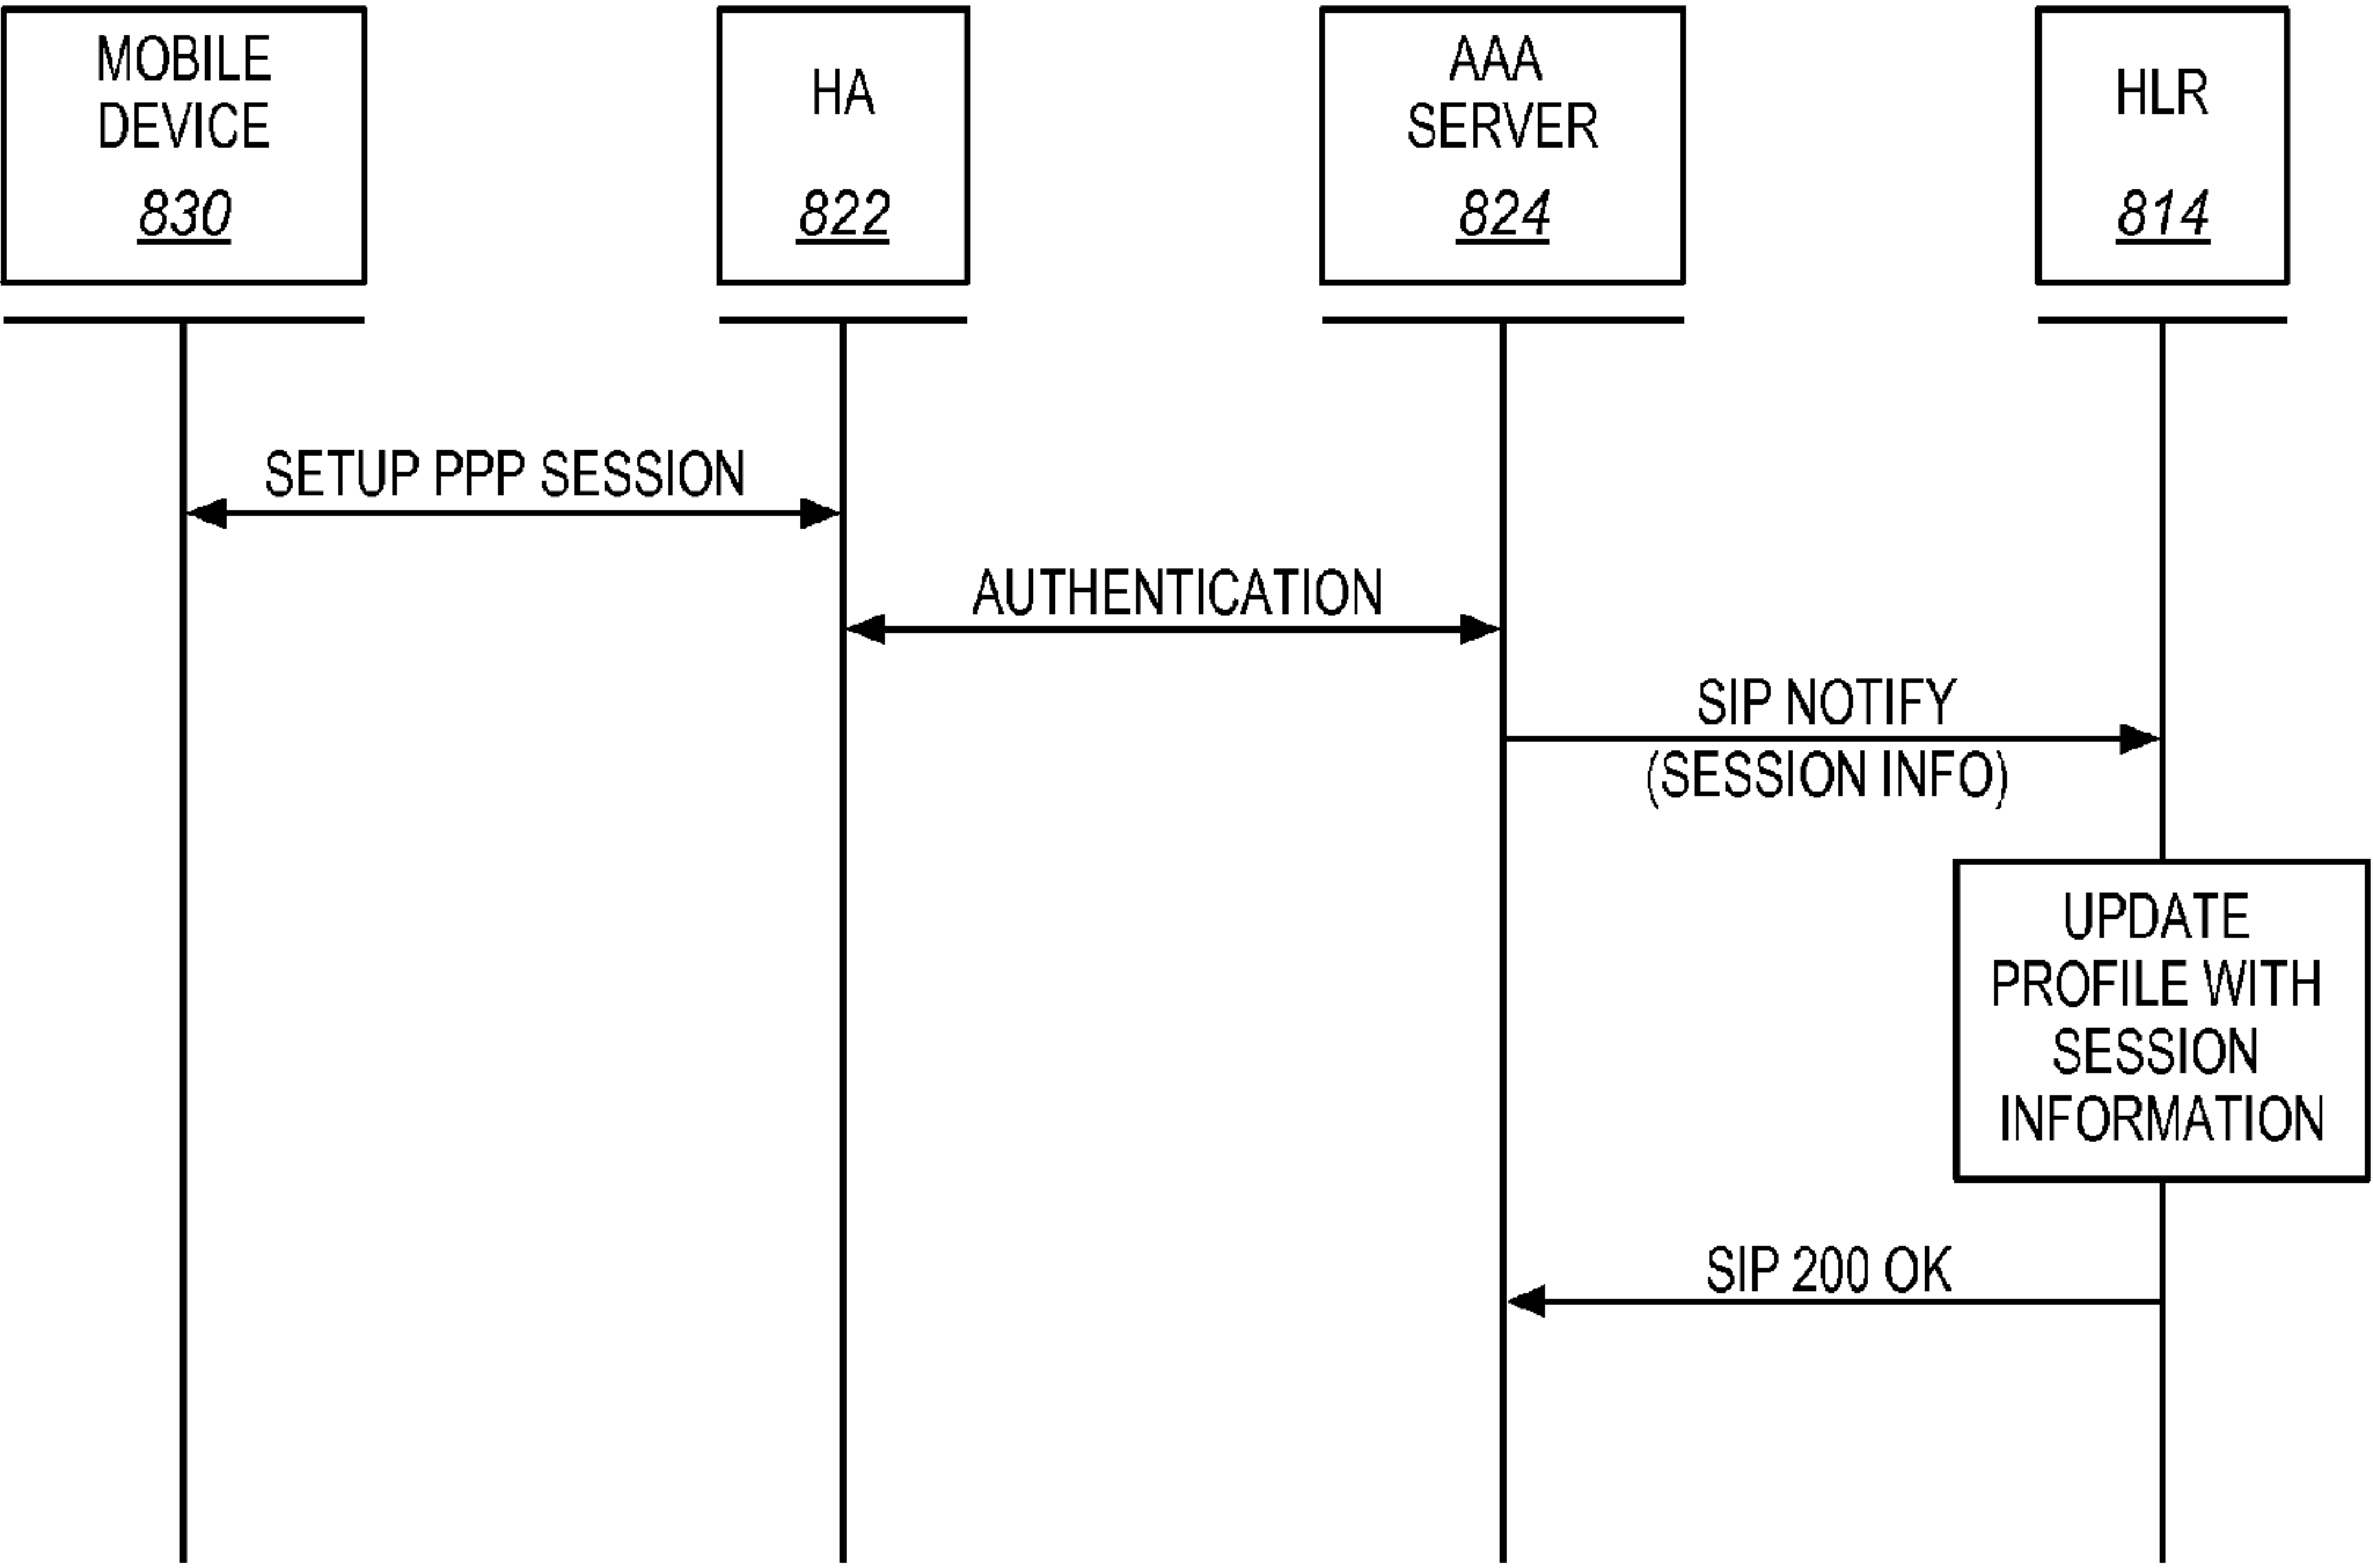 MOBILE
DEVICE
830
HA
822
AAA
SERVER
824
HLR
814
SETUP PPP SESSION
AUTHENTICATION
SIP NOTIFY
(SESSION INFO)
UPDATE
PROFILE WITH
SESSION
INFORMATION
SIP 200 OK